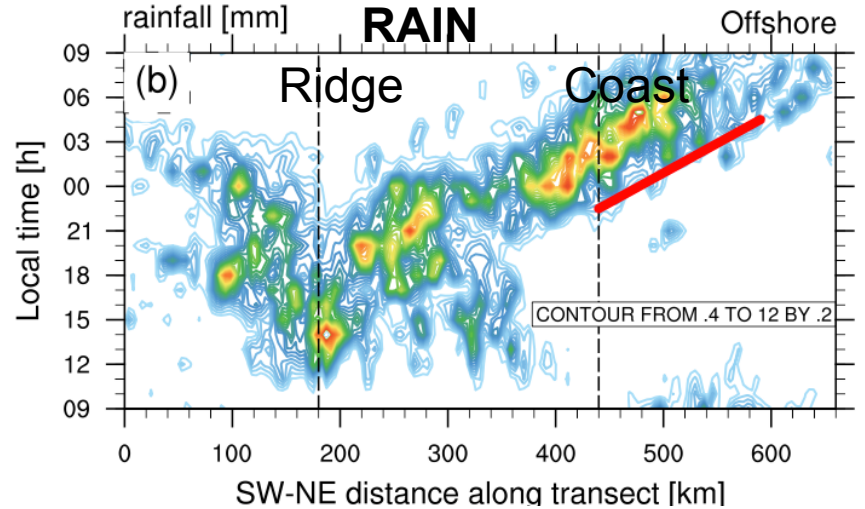 rainfall [mm] RAIN Offshore
(b) Ridge Coast
09
06
03
00
21
18
15
12
09
Local time [h]
CONTOUR FROM .4 TO 12 BY .2
0 100 200 300 400 500 600
SW-NE distance along transect [km]